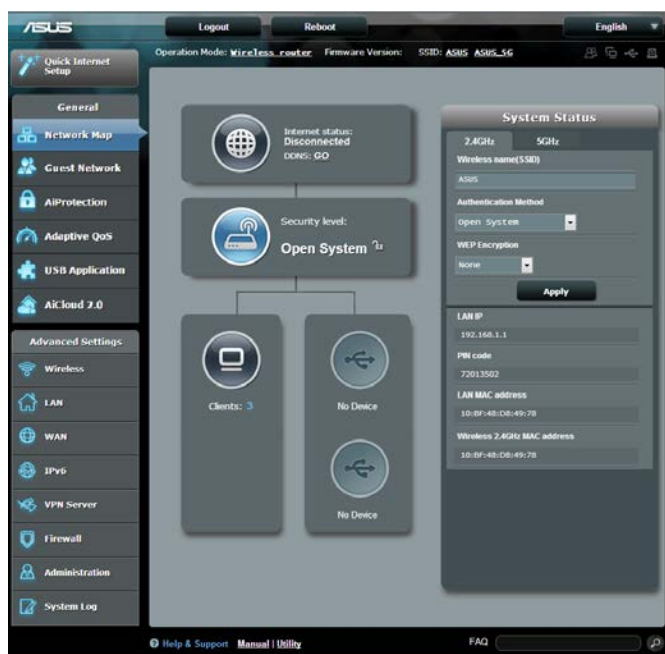 ASUS
Logout
Reboot
English
Operation Mode: Wireless router Firmware Version: SSID: ASUS ASUS_5G
Quick Internet
Setup
General
Network Map
Guest Network
AiProtection
Adaptive QoS
USB Application
AiCloud 2.0
Advanced Settings
Wireless
LAN
WAN
IPv6
VPN Server
Firewall
Administration
System Log
Internet status:
Disconnected
DDNS: GO
Security level:
Open System
Clients: 3
No Device
No Device
System Status
2.4GHz 5GHz
Wireless name(SSID)
ASUS
Authentication Method
Open System
WEP Encryption
None
Apply
LAN IP
192.168.1.1
PIN code
72013502
LAN MAC address
10:BF:48:D8:49:78
Wireless 2.4GHz MAC address
10:BF:48:D8:49:78
Help & Support Manual | Utility
FAQ